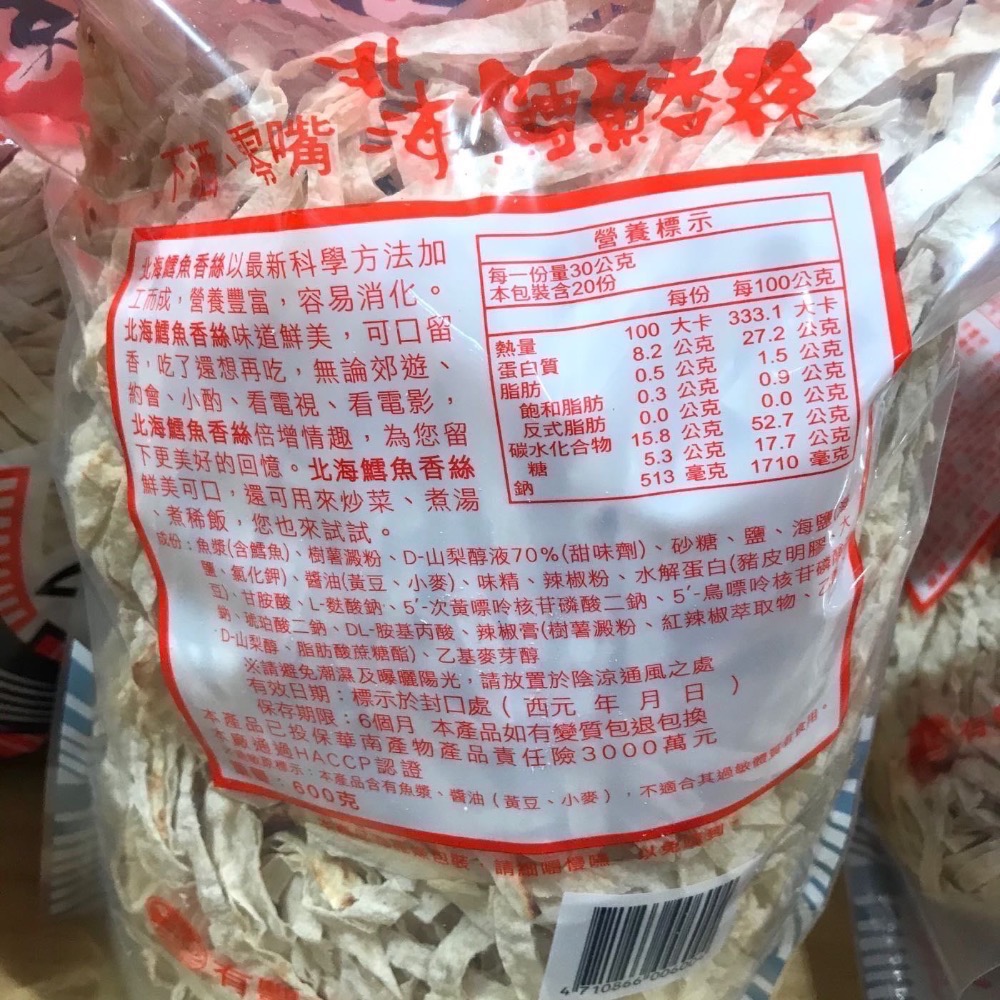 北海鱈魚香絲
零嘴
北海鱈魚香絲以最新科學方法加
工而成，營養豐富，容易消化。
北海鱈魚香絲味道鮮美，可口留
香，吃了還想再吃，無論郊遊、
約會、小酌、看電視、看電影，
北海鱈魚香絲倍增情趣，為您留
下更美好的回憶。北海鱈魚香絲
鮮美可口，還可用來炒菜、煮湯
、煮稀飯，您也來試試。
營養標示
每一份量30公克
本包裝含20份
每份 每100公克
熱量 100 大卡 333.1 大卡
蛋白質 8.2 公克 27.2 公克
脂肪 0.5 公克 1.5 公克
飽和脂肪 0.3 公克 0.9 公克
反式脂肪 0.0 公克 0.0 公克
碳水化合物 15.8 公克 52.7 公克
糖 5.3 公克 17.7 公克
鈉 513 毫克 1710 毫克
成份：魚漿(含鱈魚)、樹薯澱粉、D-山梨醇液70%(甜味劑)、砂糖、鹽、海鹽
鹽、氯化鉀)、醬油(黃豆、小麥)、味精、辣椒粉、水解蛋白(豬皮明膠、大
豆)、甘胺酸、L-麩酸鈉、5'-次黃嘌呤核苷磷酸二鈉、5'-鳥嘌呤核苷磷酸
鈉、琥珀酸二鈉、DL-胺基丙酸、辣椒膏(樹薯澱粉、紅辣椒萃取物、
D-山梨醇、脂肪酸蔗糖酯)、乙基麥芽醇
※請避免潮濕及曝曬陽光，請放置於陰涼通風之處
有效日期：標示於封口處（西元 年 月 日 ）
保存期限：6個月 本產品如有變質包退包換
本產品已投保華南產物產品責任險3000萬元
本廠通過HACCP認證
標示：本產品含有魚漿、醬油（黃豆、小麥），不適合其過敏體質者食用。
600克
請細嚼慢嚥
4 710866 00600
有